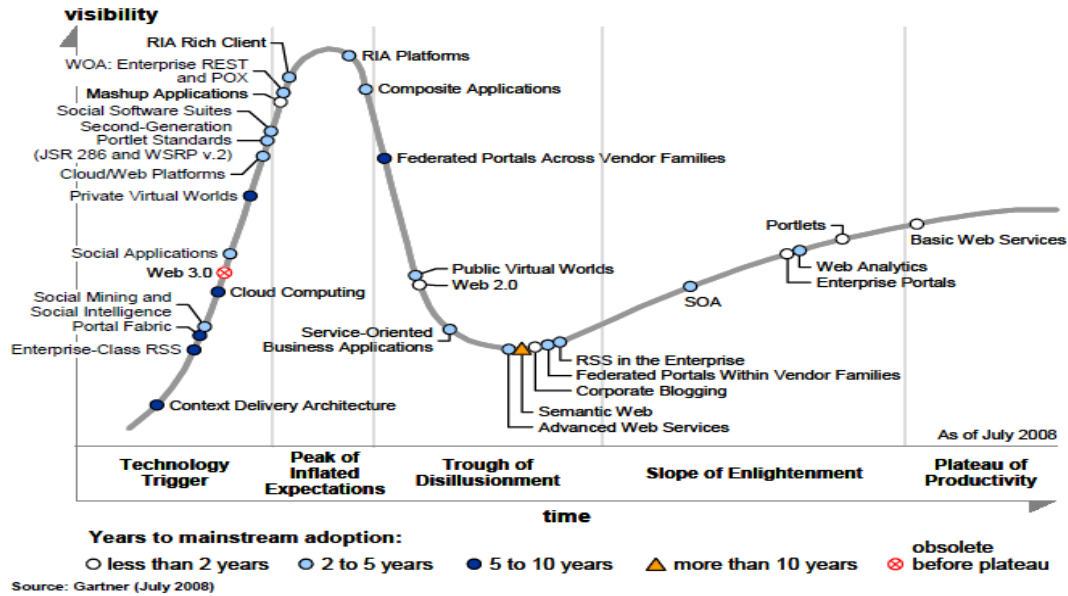 visibility
RIA Rich Client
WOA: Enterprise REST
and POX
Mashup Applications
Social Software Suites
Second-Generation
Portlet Standards
(JSR 286 and WSRP v.2)
Cloud/Web Platforms
Private Virtual Worlds
Social Applications
Web 3.0
Cloud Computing
Social Mining and
Social Intelligence
Portal Fabric
Enterprise-Class RSS
Context Delivery Architecture
RIA Platforms
Composite Applications
Federated Portals Across Vendor Families
Public Virtual Worlds
Web 2.0
Service-Oriented
Business Applications
RSS in the Enterprise
Federated Portals Within Vendor Families
Corporate Blogging
Semantic Web
Advanced Web Services
SOA
Portlets
Web Analytics
Enterprise Portals
Basic Web Services
As of July 2008
Technology
Trigger
Peak of
Inflated
Expectations
Trough of
Disillusionment
Slope of Enlightenment
Plateau of
Productivity
time
Years to mainstream adoption:
less than 2 years
2 to 5 years
5 to 10 years
more than 10 years
obsolete
before plateau
Source: Gartner (July 2008)